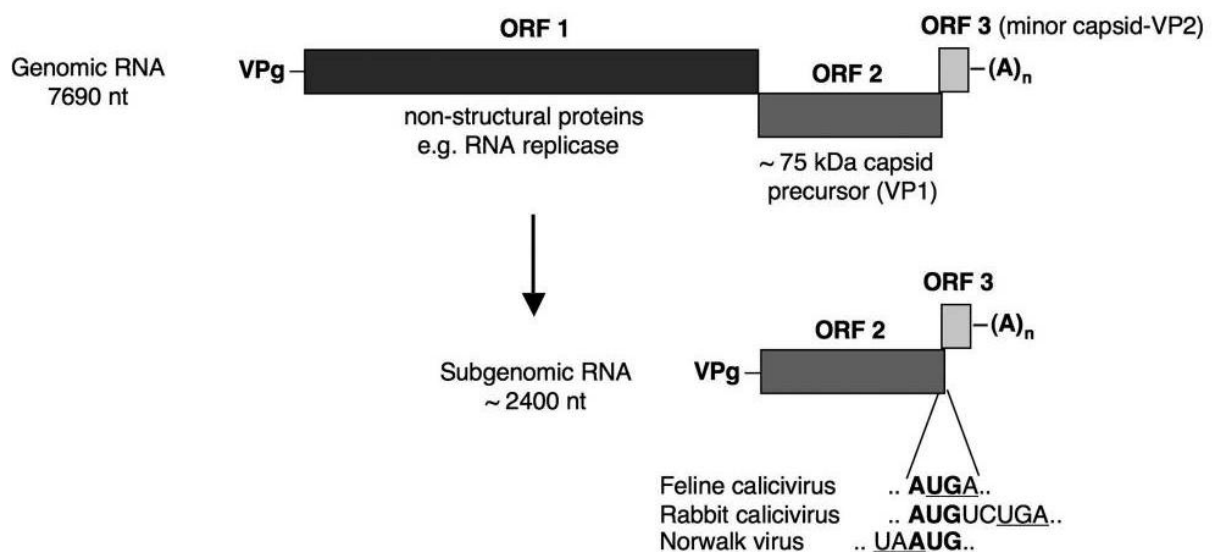 ORF 1
ORF 3 (minor capsid-VP2)
Genomic RNA
7690 nt
VPg
ORF 2
(A)n
non-structural proteins
e.g. RNA replicase
~ 75 kDa capsid
precursor (VP1)
ORF 3
ORF 2
(A)n
Subgenomic RNA
~ 2400 nt
VPg
Feline calicivirus .. AUGA..
Rabbit calicivirus .. AUGUCUGA..
Norwalk virus .. UAAUG..